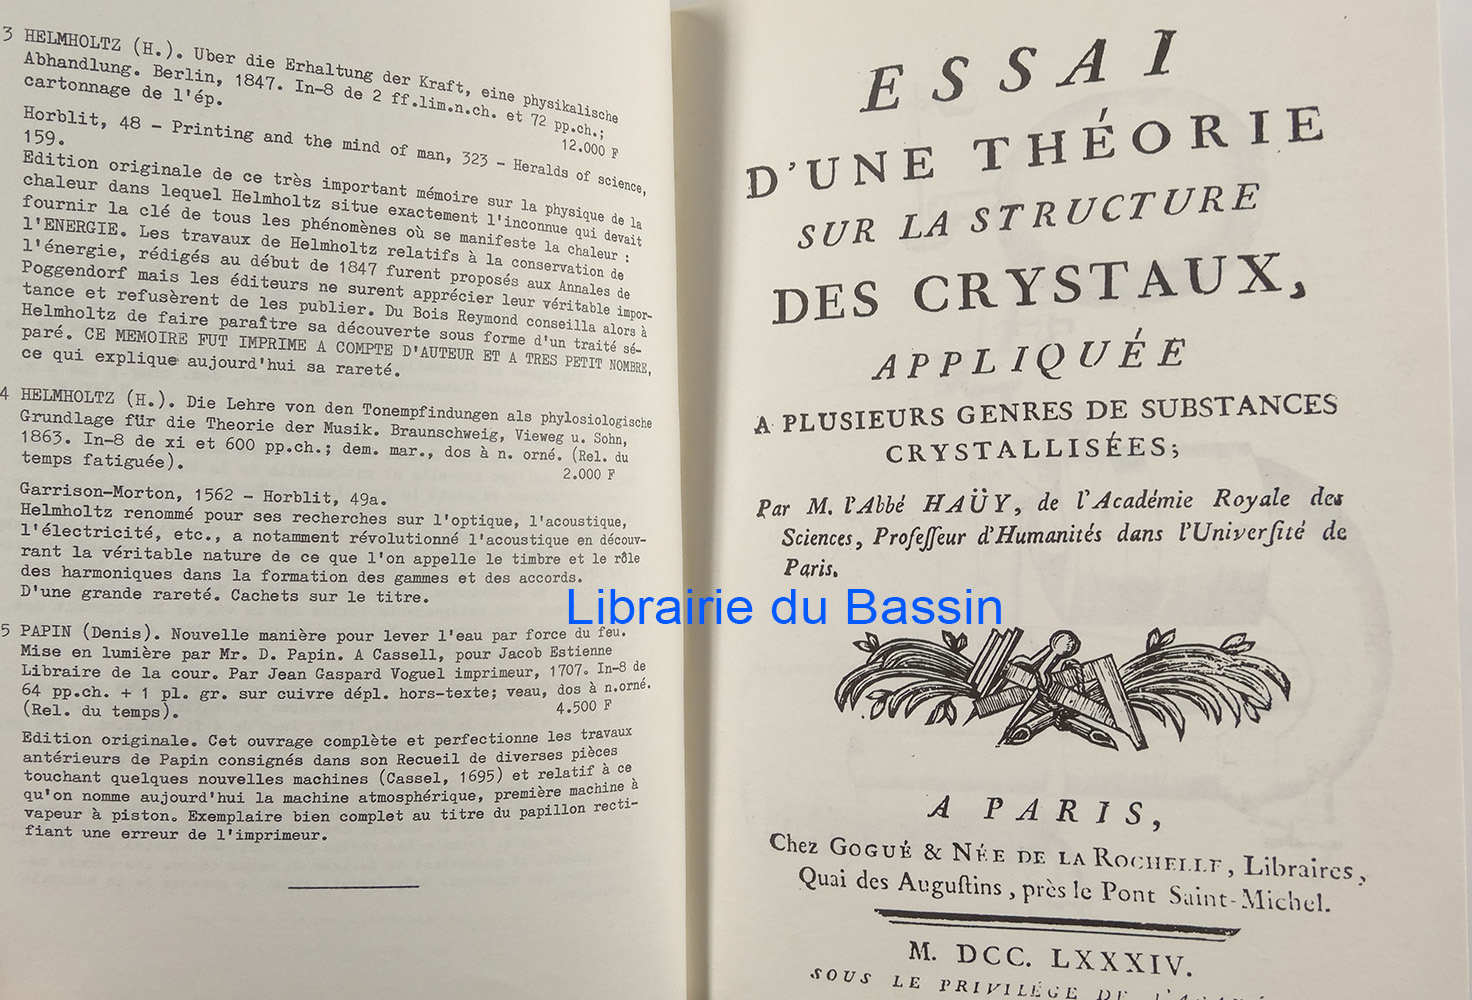 3 HELMHOLTZ (H.). Uber die Erhaltung der Kraft, eine physikalische
Abhandlung. Berlin, 1847. In-8 de 2 ff.lim.n.ch. et 72 pp.ch.;
cartonnage de l'ép.
12.000 F
Horblit, 48 - Printing and the mind of man, 323 - Heralds of science,
159.
Edition originale de ce très important mémoire sur la physique de la
chaleur dans lequel Helmholtz situe exactement l'inconnue qui devait
fournir la clé de tous les phénomènes où se manifeste la chaleur :
l'ENERGIE. Les travaux de Helmholtz relatifs à la conservation de
l'énergie, rédigés au début de 1847 furent proposés aux Annales de
Poggendorf mais les éditeurs ne surent apprécier leur véritable impor-
tance et refusèrent de les publier. Du Bois Reymond conseilla alors à
Helmholtz de faire paraître sa découverte sous forme d'un traité sé-
paré. CE MEMOIRE FUT IMPRIME A COMPTE D'AUTEUR ET A TRES PETIT NOMBRE,
ce qui explique aujourd'hui sa rareté.
4 HELMHOLTZ (H.). Die Lehre von den Tonempfindungen als phylosiologische
Grundlage für die Theorie der Musik. Braunschweig, Vieweg u. Sohn,
1863. In-8 de xi et 600 pp.ch.; dem. mar., dos à n. orné. (Rel. du
temps fatiguée).
2.000 F
Garrison-Morton, 1562 - Horblit, 49a.
Helmholtz renommé pour ses recherches sur l'optique, l'acoustique,
l'électricité, etc., a notamment révolutionné l'acoustique en découv-
rant la véritable nature de ce que l'on appelle le timbre et le rôle
des harmoniques dans la formation des gammes et des accords.
D'une grande rareté. Cachets sur le titre.
5 PAPIN (Denis). Nouvelle manière pour lever l'eau par force du feu.
Mise en lumière par Mr. D. Papin. A Cassell, pour Jacob Estienne
Libraire de la cour. Par Jean Gaspard Voguel imprimeur, 1707. In-8 de
64 pp.ch. + 1 pl. gr. sur cuivre dépl. hors-texte; veau, dos à n.orné.
(Rel. du temps).
4.500 F
Edition originale. Cet ouvrage complète et perfectionne les travaux
antérieurs de Papin consignés dans son Recueil de diverses pièces
touchant quelques nouvelles machines (Cassel, 1695) et relatif à ce
qu'on nomme aujourd'hui la machine atmosphérique, première machine à
vapeur à piston. Exemplaire bien complet au titre du papillon recti-
fiant une erreur de l'imprimeur.
ESSAI
D'UNE THÉORIE
SUR LA STRUCTURE
DES CRYSTAUX,
APPLIQUÉE
A PLUSIEURS GENRES DE SUBSTANCES
CRYSTALLISÉES;
Par M. l'Abbé HAÜY, de l'Académie Royale des
Sciences, Profeſſeur d'Humanités dans l'Univerſité de
Paris.
Librairie du Bassin
A PARIS,
Chez GOGUÉ & NÉE DE LA ROCHELLE, Libraires,
Quai des Auguſtins, près le Pont Saint-Michel.
M. DCC. LXXXIV.
SOUS LE PRIVILÉGE DE